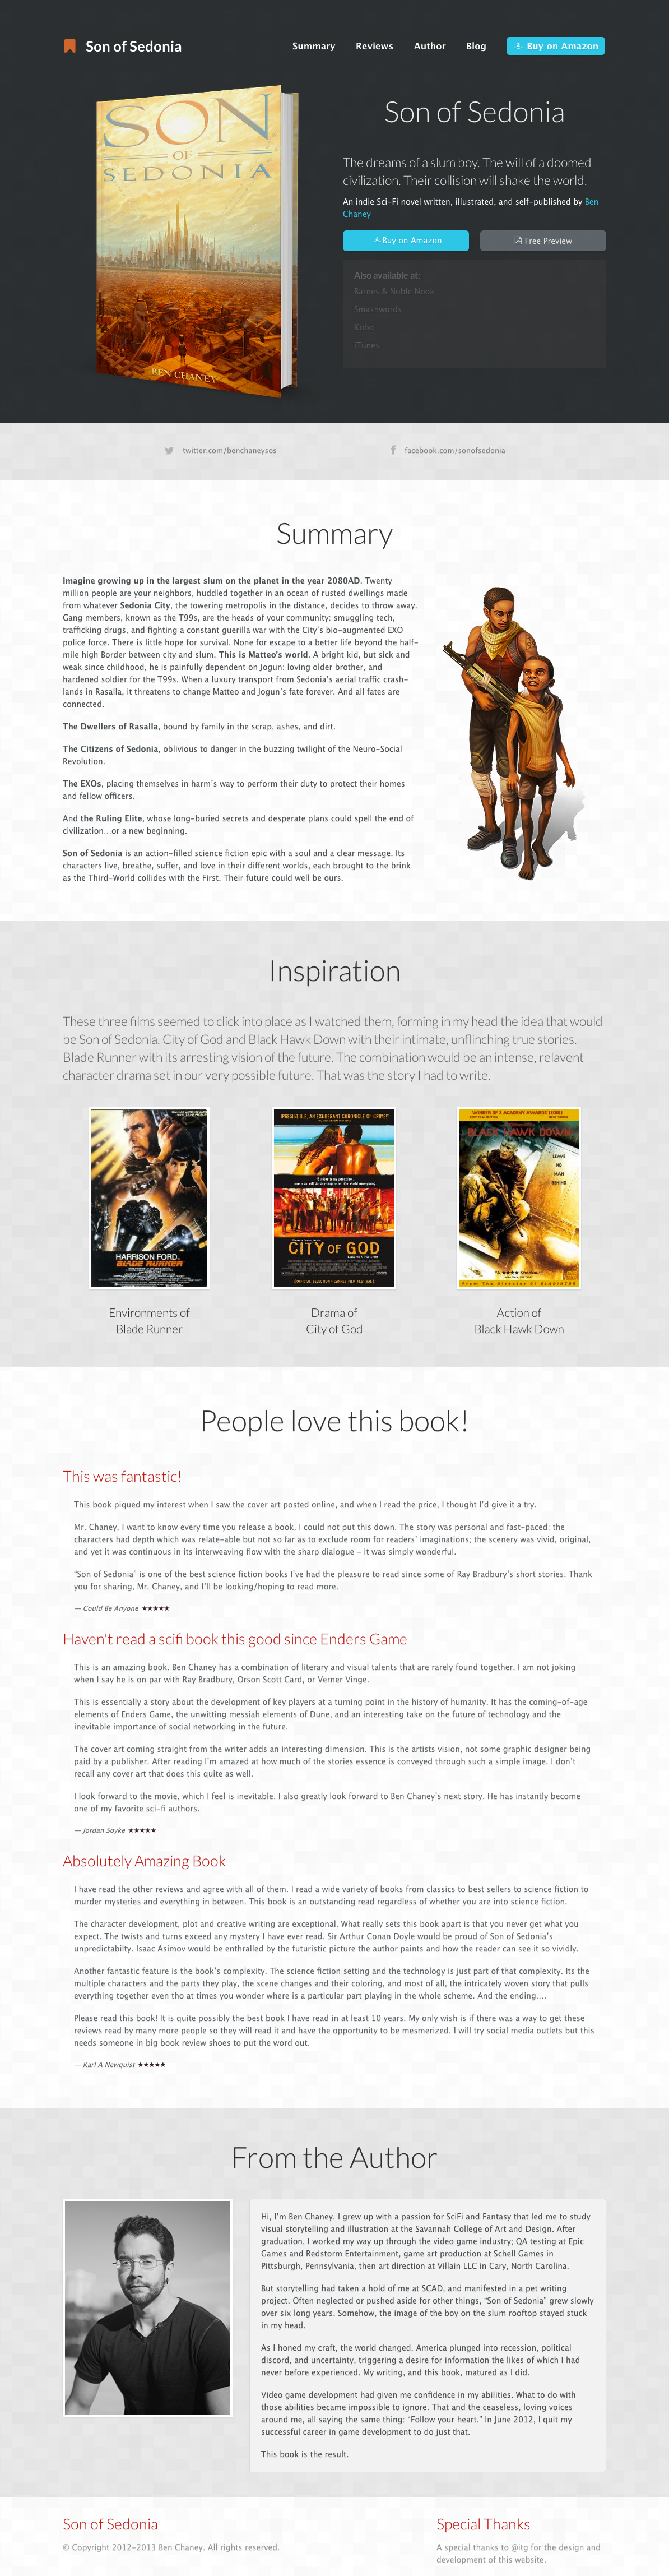 Son of Sedonia
Summary Reviews Author Blog Buy on Amazon
SON
OF
SEDONIA
BEN CHANEY
Son of Sedonia
The dreams of a slum boy. The will of a doomed
civilization. Their collision will shake the world.
An indie Sci-Fi novel written, illustrated, and self-published by Ben
Chaney
Buy on Amazon
Free Preview
Also available at:
Barnes & Noble Nook
Smashwords
Kobo
iTunes
twitter.com/benchaneysos
facebook.com/sonofsedonia
Summary
Imagine growing up in the largest slum on the planet in the year 2080AD. Twenty
million people are your neighbors, huddled together in an ocean of rusted dwellings made
from whatever Sedonia City, the towering metropolis in the distance, decides to throw away.
Gang members, known as the T99s, are the heads of your community: smuggling tech,
trafficking drugs, and fighting a constant guerilla war with the City's bio-augmented EXO
police force. There is little hope for survival. None for escape to a better life beyond the half-
mile high Border between city and slum. This is Matteo's world. A bright kid, but sick and
weak since childhood, he is painfully dependent on Jogun: loving older brother, and
hardened soldier for the T99s. When a luxury transport from Sedonia's aerial traffic crash-
lands in Rasalla, it threatens to change Matteo and Jogun's fate forever. And all fates are
connected.
The Dwellers of Rasalla, bound by family in the scrap, ashes, and dirt.
The Citizens of Sedonia, oblivious to danger in the buzzing twilight of the Neuro-Social
Revolution.
The EXOs, placing themselves in harm's way to perform their duty to protect their homes
and fellow officers.
And the Ruling Elite, whose long-buried secrets and desperate plans could spell the end of
civilization...or a new beginning.
Son of Sedonia is an action-filled science fiction epic with a soul and a clear message. Its
characters live, breathe, suffer, and love in their different worlds, each brought to the brink
as the Third-World collides with the First. Their future could well be ours.
Inspiration
These three films seemed to click into place as I watched them, forming in my head the idea that would
be Son of Sedonia. City of God and Black Hawk Down with their intimate, unflinching true stories.
Blade Runner with its arresting vision of the future. The combination would be an intense, relavent
character drama set in our very possible future. That was the story I had to write.
HARRISON FORD
BLADE RUNNER
"IRRESISTIBLE. AN EXUBERANT CHRONICLE OF CRIME!"
CITY OF GOD
WINNER OF 2 ACADEMY AWARDS
BLACK HAWK DOWN
LEAVE
NO
MAN
BEHIND
From The Director Of GLADIATOR
Environments of
Blade Runner
Drama of
City of God
Action of
Black Hawk Down
People love this book!
This was fantastic!
This book piqued my interest when I saw the cover art posted online, and when I read the price, I thought I'd give it a try.
Mr. Chaney, I want to know every time you release a book. I could not put this down. The story was personal and fast-paced; the
characters had depth which was relate-able but not so far as to exclude room for readers' imaginations; the scenery was vivid, original,
and yet it was continuous in its interweaving flow with the sharp dialogue - it was simply wonderful.
"Son of Sedonia" is one of the best science fiction books I've had the pleasure to read since some of Ray Bradbury's short stories. Thank
you for sharing, Mr. Chaney, and I'll be looking/hoping to read more.
— Could Be Anyone ★★★★★
Haven't read a scifi book this good since Enders Game
This is an amazing book. Ben Chaney has a combination of literary and visual talents that are rarely found together. I am not joking
when I say he is on par with Ray Bradbury, Orson Scott Card, or Verner Vinge.
This is essentially a story about the development of key players at a turning point in the history of humanity. It has the coming-of-age
elements of Enders Game, the unwitting messiah elements of Dune, and an interesting take on the future of technology and the
inevitable importance of social networking in the future.
The cover art coming straight from the writer adds an interesting dimension. This is the artists vision, not some graphic designer being
paid by a publisher. After reading I'm amazed at how much of the stories essence is conveyed through such a simple image. I don't
recall any cover art that does this quite as well.
I look forward to the movie, which I feel is inevitable. I also greatly look forward to Ben Chaney's next story. He has instantly become
one of my favorite sci-fi authors.
— Jordan Soyke ★★★★★
Absolutely Amazing Book
I have read the other reviews and agree with all of them. I read a wide variety of books from classics to best sellers to science fiction to
murder mysteries and everything in between. This book is an outstanding read regardless of whether you are into science fiction.
The character development, plot and creative writing are exceptional. What really sets this book apart is that you never get what you
expect. The twists and turns exceed any mystery I have ever read. Sir Arthur Conan Doyle would be proud of Son of Sedonia's
unpredictabilty. Isaac Asimov would be enthralled by the futuristic picture the author paints and how the reader can see it so vividly.
Another fantastic feature is the book's complexity. The science fiction setting and the technology is just part of that complexity. Its the
multiple characters and the parts they play, the scene changes and their coloring, and most of all, the intricately woven story that pulls
everything together even tho at times you wonder where is a particular part playing in the whole scheme. And the ending....
Please read this book! It is quite possibly the best book I have read in at least 10 years. My only wish is if there was a way to get these
reviews read by many more people so they will read it and have the opportunity to be mesmerized. I will try social media outlets but this
needs someone in big book review shoes to put the word out.
— Karl A Newquist ★★★★★
From the Author
Hi, I'm Ben Chaney. I grew up with a passion for SciFi and Fantasy that led me to study
visual storytelling and illustration at the Savannah College of Art and Design. After
graduation, I worked my way up through the video game industry; QA testing at Epic
Games and Redstorm Entertainment, game art production at Schell Games in
Pittsburgh, Pennsylvania, then art direction at Villain LLC in Cary, North Carolina.
But storytelling had taken a hold of me at SCAD, and manifested in a pet writing
project. Often neglected or pushed aside for other things, "Son of Sedonia" grew slowly
over six long years. Somehow, the image of the boy on the slum rooftop stayed stuck
in my head.
As I honed my craft, the world changed. America plunged into recession, political
discord, and uncertainty, triggering a desire for information the likes of which I had
never before experienced. My writing, and this book, matured as I did.
Video game development had given me confidence in my abilities. What to do with
those abilities became impossible to ignore. That and the ceaseless, loving voices
around me, all saying the same thing: "Follow your heart." In June 2012, I quit my
successful career in game development to do just that.
This book is the result.
Son of Sedonia
© Copyright 2012-2013 Ben Chaney. All rights reserved.
Special Thanks
A special thanks to @itg for the design and
development of this website.